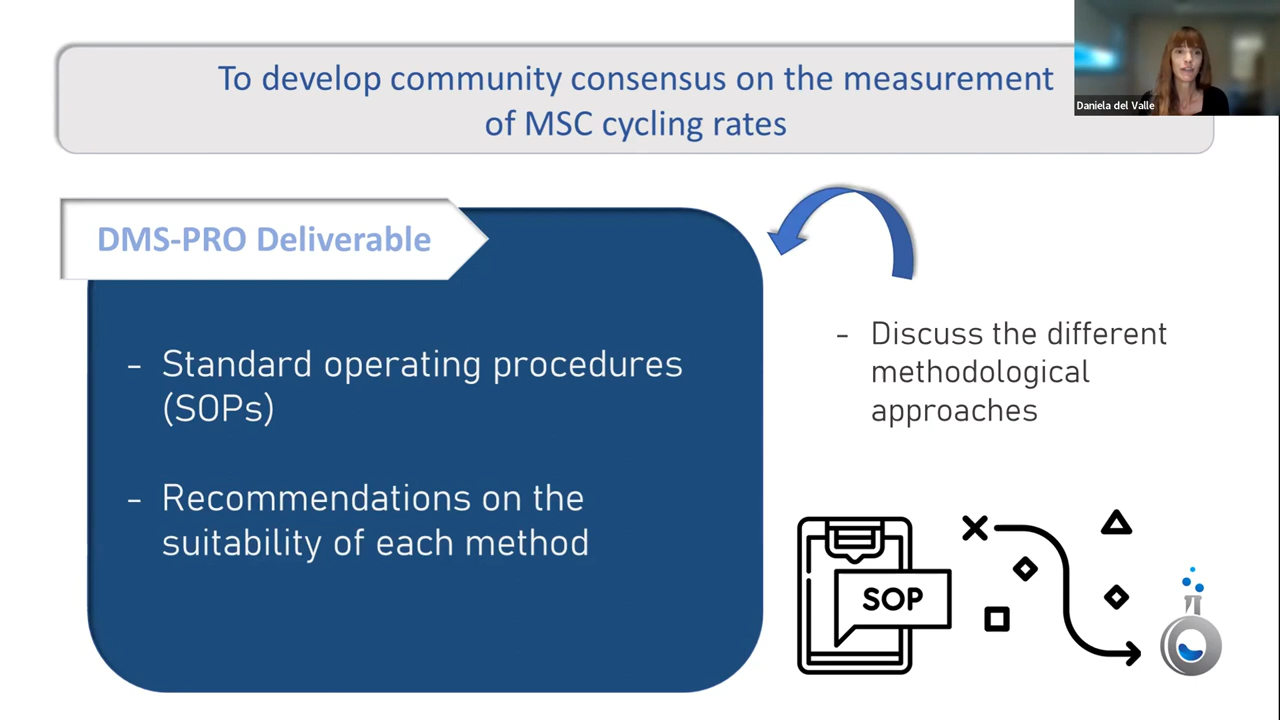 To develop community consensus on the measurement
of MSC cycling rates
Daniela del Valle
DMS-PRO Deliverable
- Standard operating procedures
(SOPs)
- Recommendations on the
suitability of each method
- Discuss the different
methodological
approaches
SOP